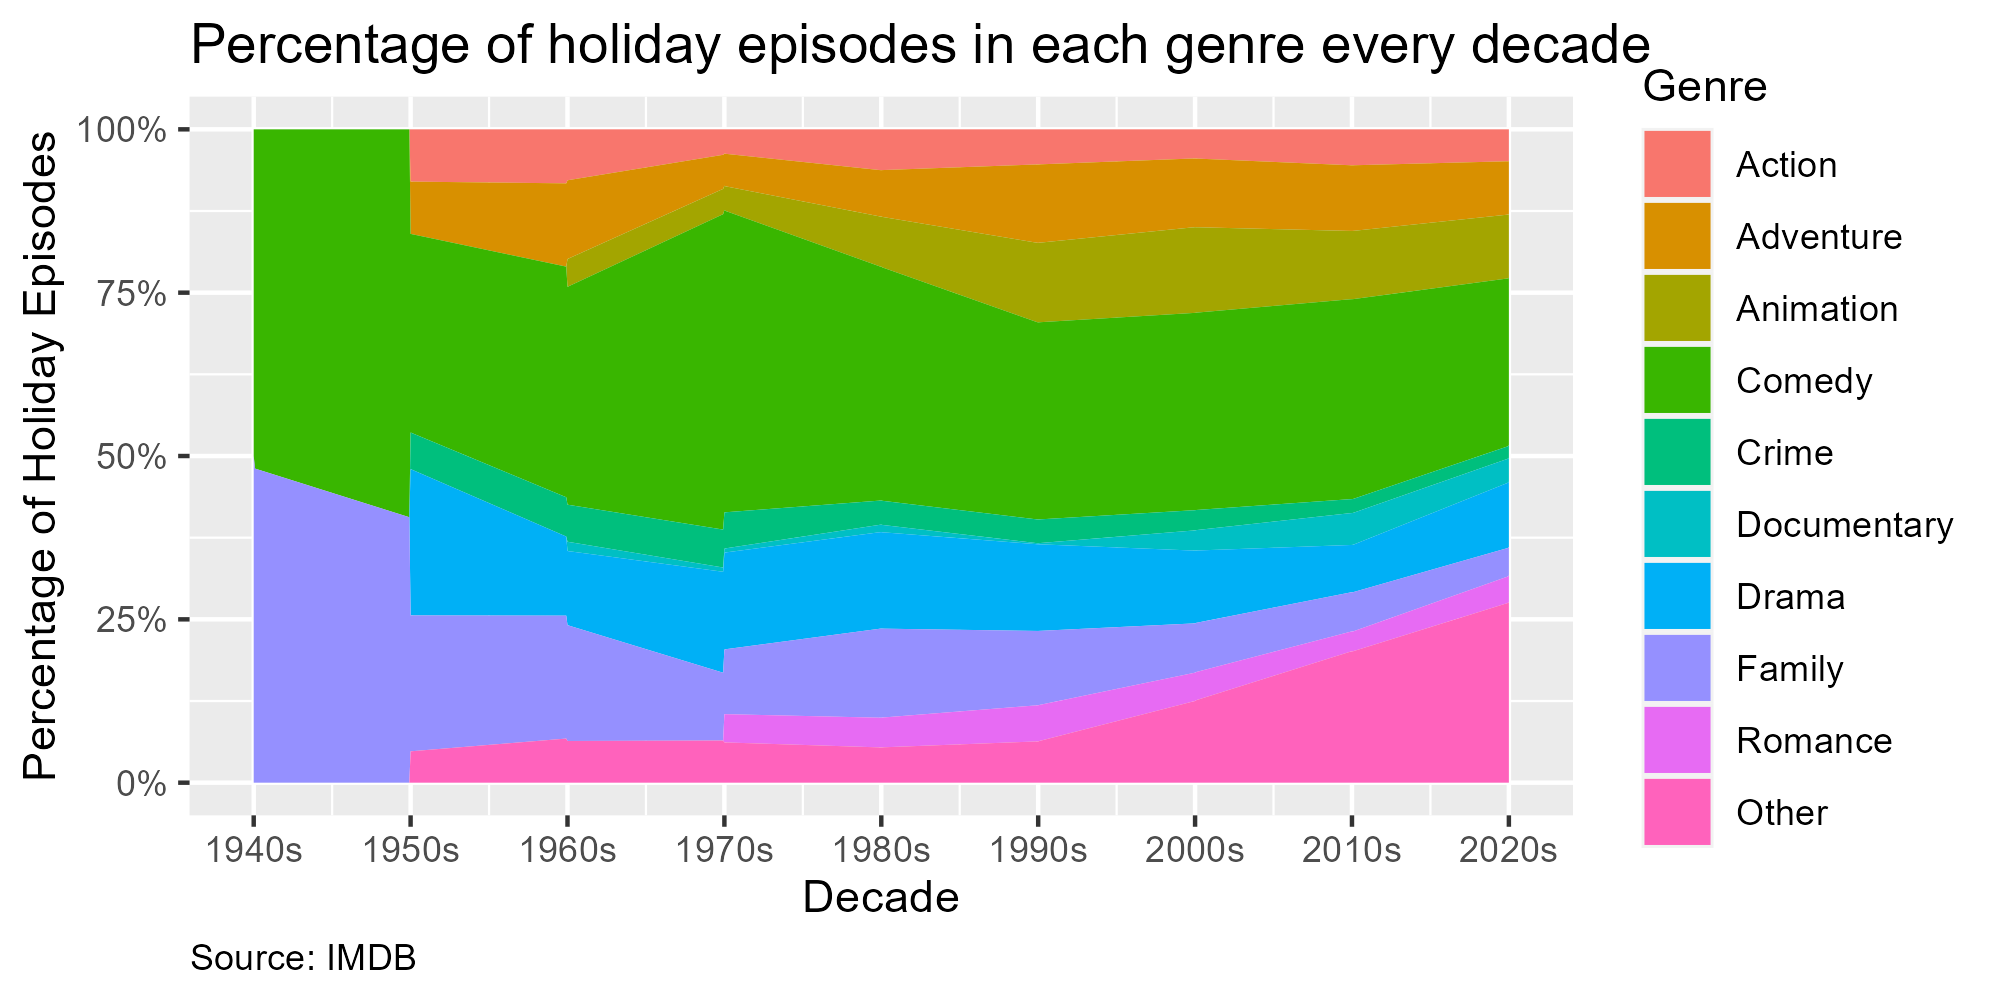 Percentage of holiday episodes in each genre every decade
Genre
Action
Adventure
Animation
Comedy
Crime
Documentary
Drama
Family
Romance
Other
Percentage of Holiday Episodes
100%
75%
50%
25%
0%
1940s 1950s 1960s 1970s 1980s 1990s 2000s 2010s 2020s
Decade
Source: IMDB